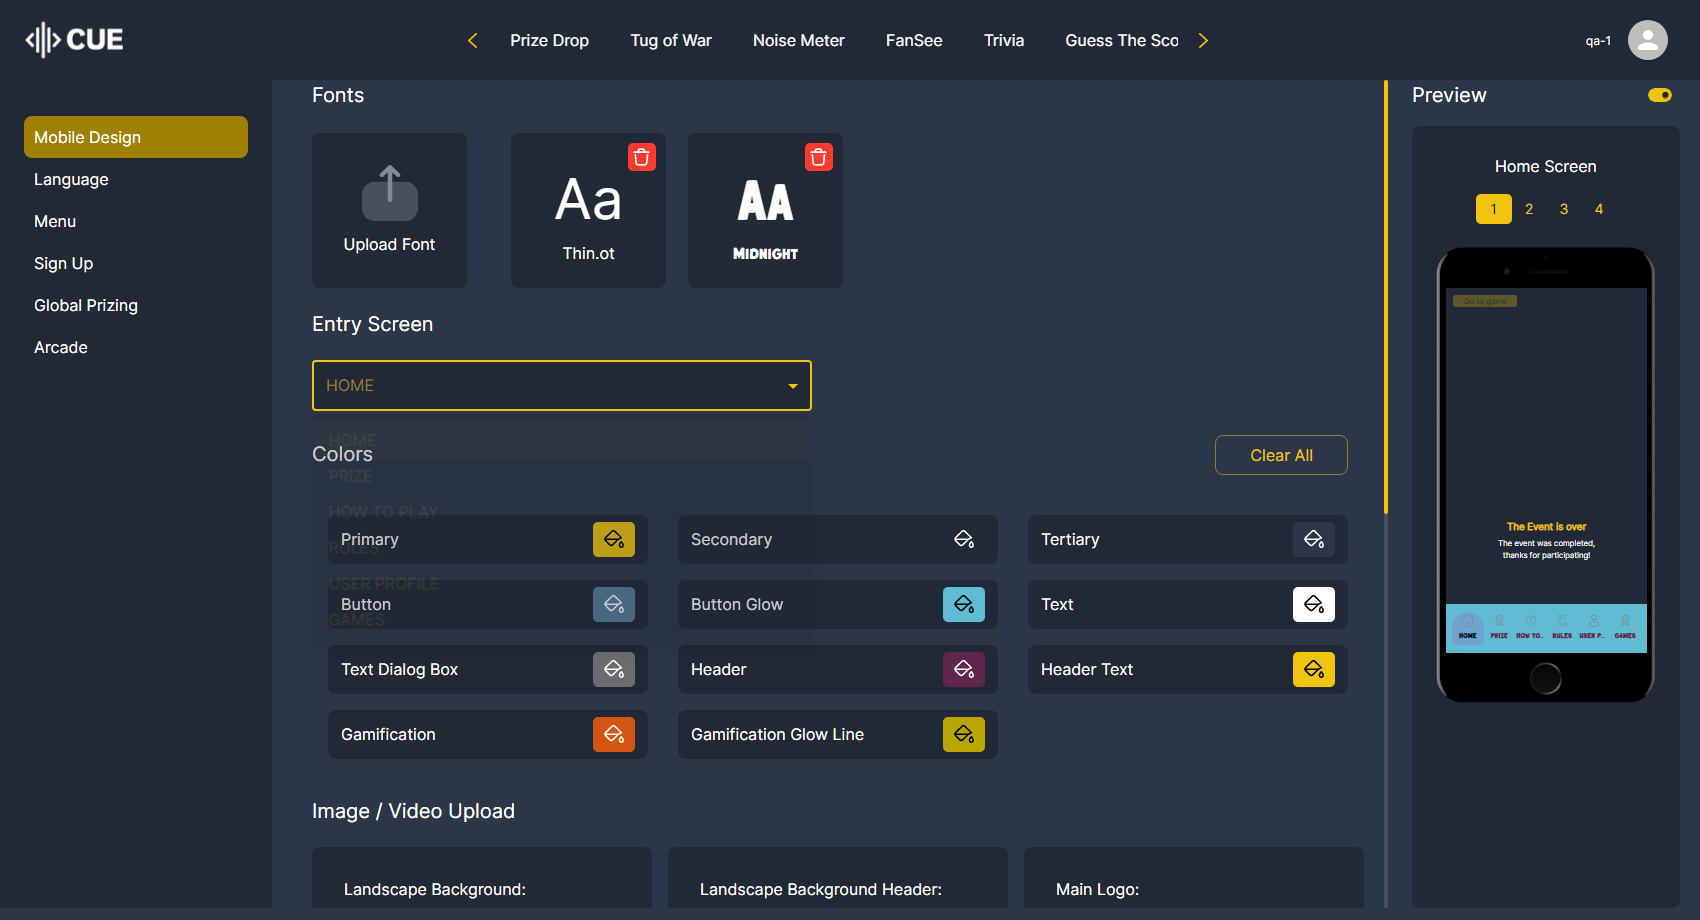 CUE
Prize Drop
Tug of War
Noise Meter
FanSee
Trivia
Guess The Sco
qa-1
Mobile Design
Language
Menu
Sign Up
Global Prizing
Arcade
Fonts
Upload Font
Aa
Thin.ot
AA
MIDNIGHT
Entry Screen
HOME
HOME
PRIZE
HOW TO PLAY
RULES
USER PROFILE
GAMES
Colors
Clear All
Primary
Secondary
Tertiary
Button
Button Glow
Text
Text Dialog Box
Header
Header Text
Gamification
Gamification Glow Line
Image / Video Upload
Landscape Background:
Landscape Background Header:
Main Logo:
Preview
Home Screen
1 2 3 4
Go to game
The Event is over
The event was completed,
thanks for participating!
HOME PRIZE HOW TO.. RULES USER P.. GAMES